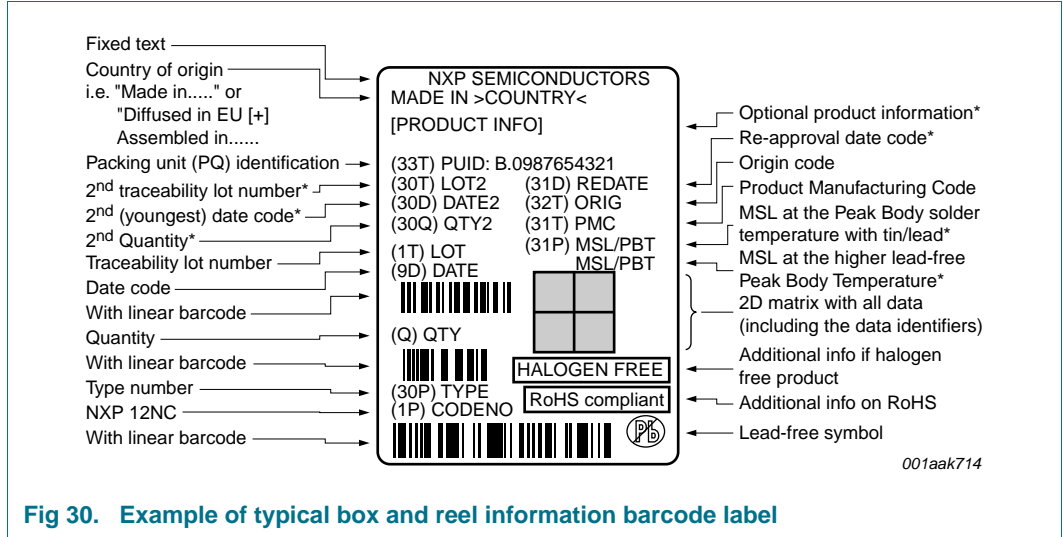 Fixed text
Country of origin
i.e. "Made in....." or
"Diffused in EU [+]
Assembled in......
Packing unit (PQ) identification
2nd traceability lot number*
2nd (youngest) date code*
2nd Quantity*
Traceability lot number
Date code
With linear barcode
Quantity
With linear barcode
Type number
NXP 12NC
With linear barcode
NXP SEMICONDUCTORS
MADE IN >COUNTRY<
[PRODUCT INFO]
(33T) PUID: B.0987654321
(30T) LOT2 (31D) REDATE
(30D) DATE2 (32T) ORIG
(30Q) QTY2 (31T) PMC
(31P) MSL/PBT
(1T) LOT MSL/PBT
(9D) DATE
(Q) QTY
HALOGEN FREE
(30P) TYPE
RoHS compliant
(1P) CODENO
Pb
Optional product information*
Re-approval date code*
Origin code
Product Manufacturing Code
MSL at the Peak Body solder
temperature with tin/lead*
MSL at the higher lead-free
Peak Body Temperature*
2D matrix with all data
(including the data identifiers)
Additional info if halogen
free product
Additional info on RoHS
Lead-free symbol
001aak714
Fig 30. Example of typical box and reel information barcode label